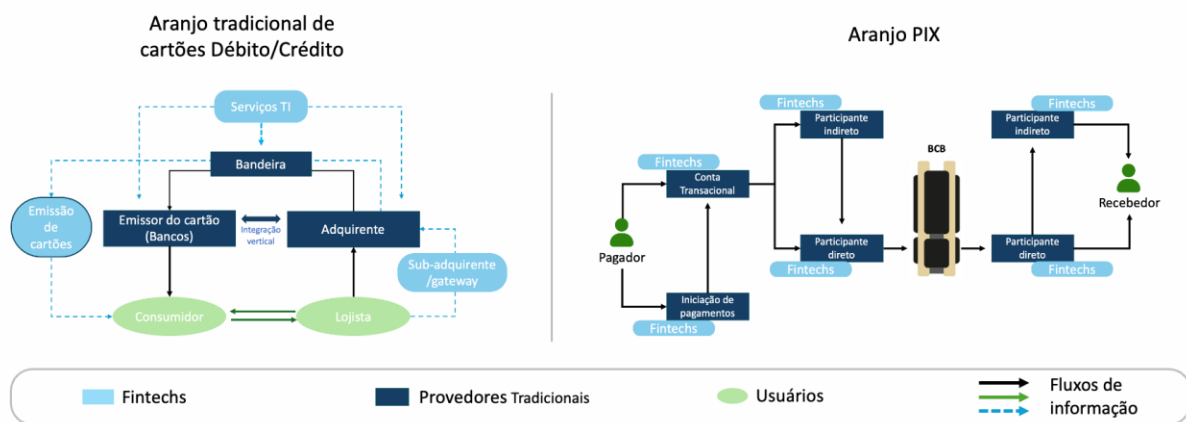 Aranjo tradicional de
cartões Débito/Crédito
Serviços TI
Bandeira
Emissão
de
cartões
Emissor do cartão
(Bancos)
Integração
vertical
Adquirente
Sub-adquirente
/gateway
Consumidor
Lojista
Aranjo PIX
Fintechs
Participante
indireto
Fintechs
Participante
indireto
Fintechs
Conta
Transacional
BCB
Pagador
Recebedor
Participante
direto
Fintechs
Participante
direto
Fintechs
Iniciação de
pagamentos
Fintechs
Fintechs
Provedores Tradicionais
Usuários
Fluxos de
informação